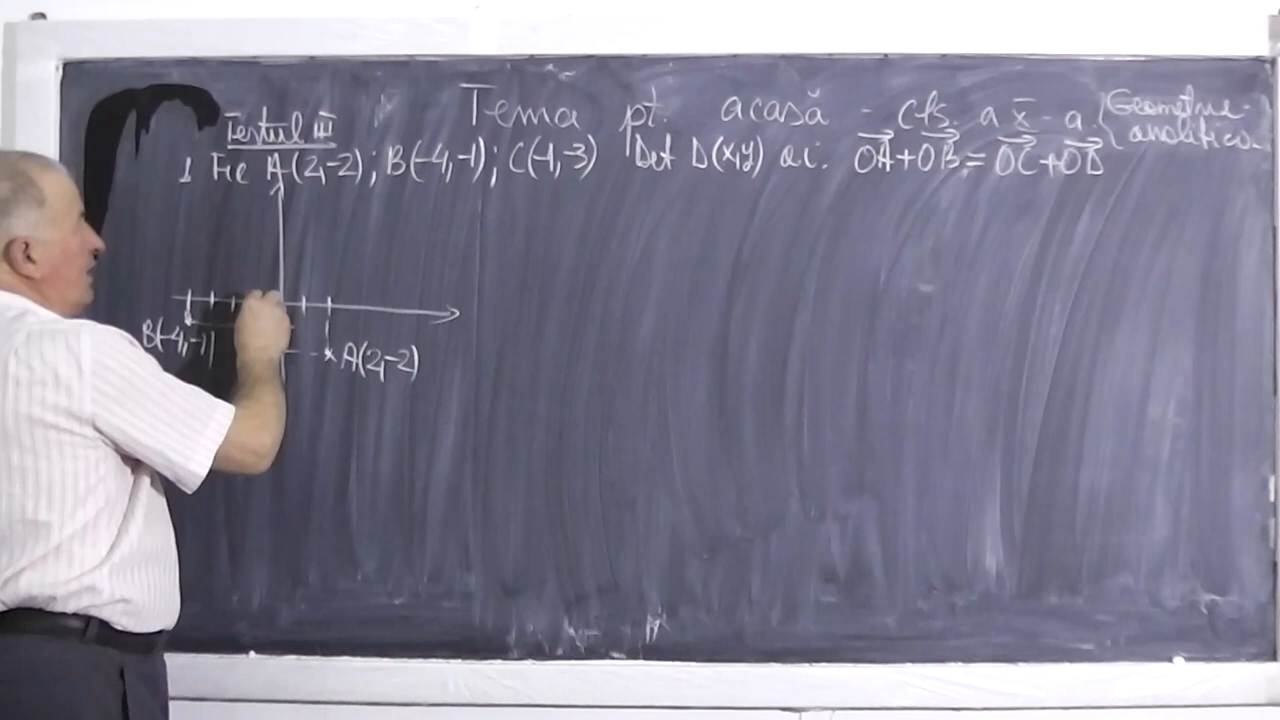 Tema pt. acasă - cls. a x̄ - a. (Geometrie analitică
Testul III
1 Fie A(2,-2); B(-4,-1); C(-1,-3) Det D(x,y) aî. OA+OB=OC+OD
B(-4,-1)
A(2,-2)